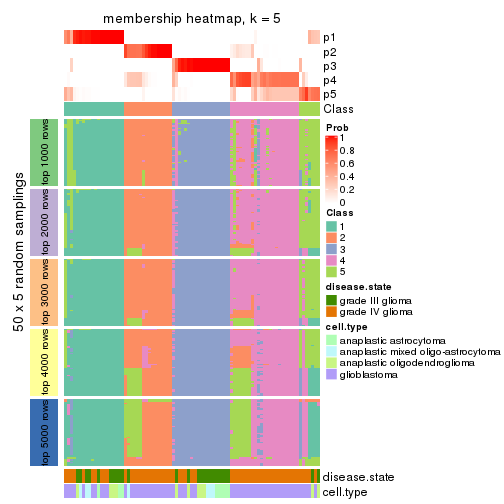 membership heatmap, k = 5
p1
p2
p3
p4
p5
Class
50 x 5 random samplings
top 1000 rows
top 2000 rows
top 3000 rows
top 4000 rows
top 5000 rows
disease.state
cell.type
Prob
1
0.8
0.6
0.4
0.2
0
Class
1
2
3
4
5
disease.state
grade III glioma
grade IV glioma
cell.type
anaplastic astrocytoma
anaplastic mixed oligo-astrocytoma
anaplastic oligodendroglioma
glioblastoma